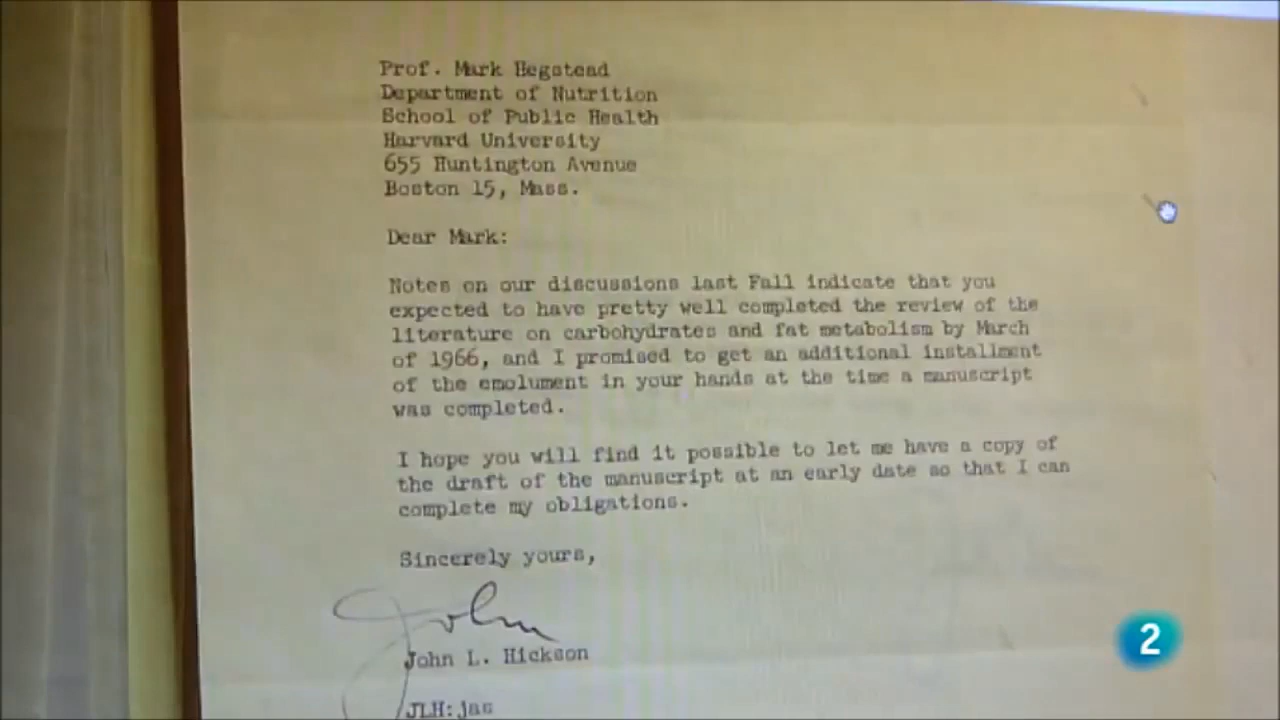 Prof. Mark Hegstead
Department of Nutrition
School of Public Health
Harvard University
655 Huntington Avenue
Boston 15, Mass.
Dear Mark:
Notes on our discussions last Fall indicate that you
expected to have pretty well completed the review of the
literature on carbohydrates and fat metabolism by March
of 1966, and I promised to get an additional installment
of the emolument in your hands at the time a manuscript
was completed.
I hope you will find it possible to let me have a copy of
the draft of the manuscript at an early date so that I can
complete my obligations.
Sincerely yours,
John
John L. Hickson
JLH:jas
2